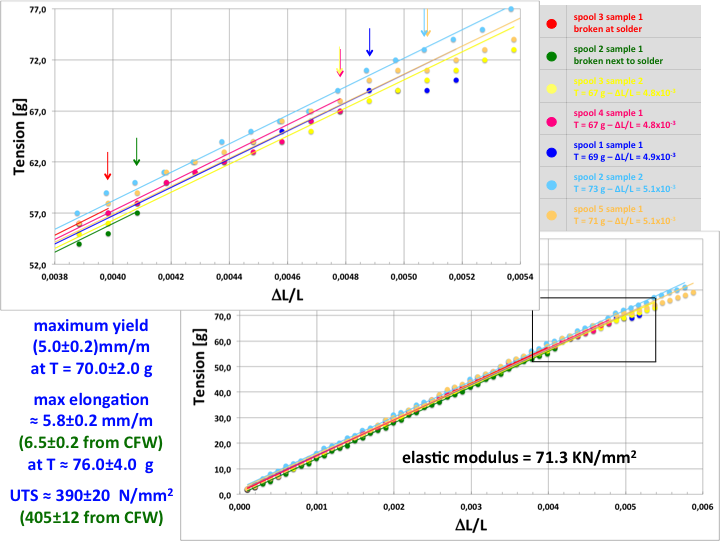 77,0
72,0
67,0
62,0
57,0
52,0
Tension [g]
0,0038
0,0040
0,0042
0,0044
0,0046
0,0048
0,0050
0,0052
0,0054
ΔL/L
spool 3 sample 1
broken at solder
spool 2 sample 1
broken next to solder
spool 4 sample 1
T = 67 g – ΔL/L = 4.8x10⁻³
spool 1 sample 1
T = 69 g – ΔL/L = 4.9x10⁻³
spool 2 sample 2
T = 73 g – ΔL/L = 5.1x10⁻³
spool 5 sample 1
T = 71 g – ΔL/L = 5.1x10⁻³
maximum yield
(5.0±0.2)mm/m
at T = 70.0±2.0 g
max elongation
≈ 5.8±0.2 mm/m
(6.5±0.2 from CFW)
at T ≈ 76.0±4.0 g
UTS ≈ 390±20 N/mm²
(405±12 from CFW)
70,0
60,0
50,0
40,0
30,0
20,0
10,0
0,0
Tension [g]
elastic modulus = 71.3 KN/mm²
0,000
0,001
0,002
0,003
0,004
0,005
0,006
ΔL/L